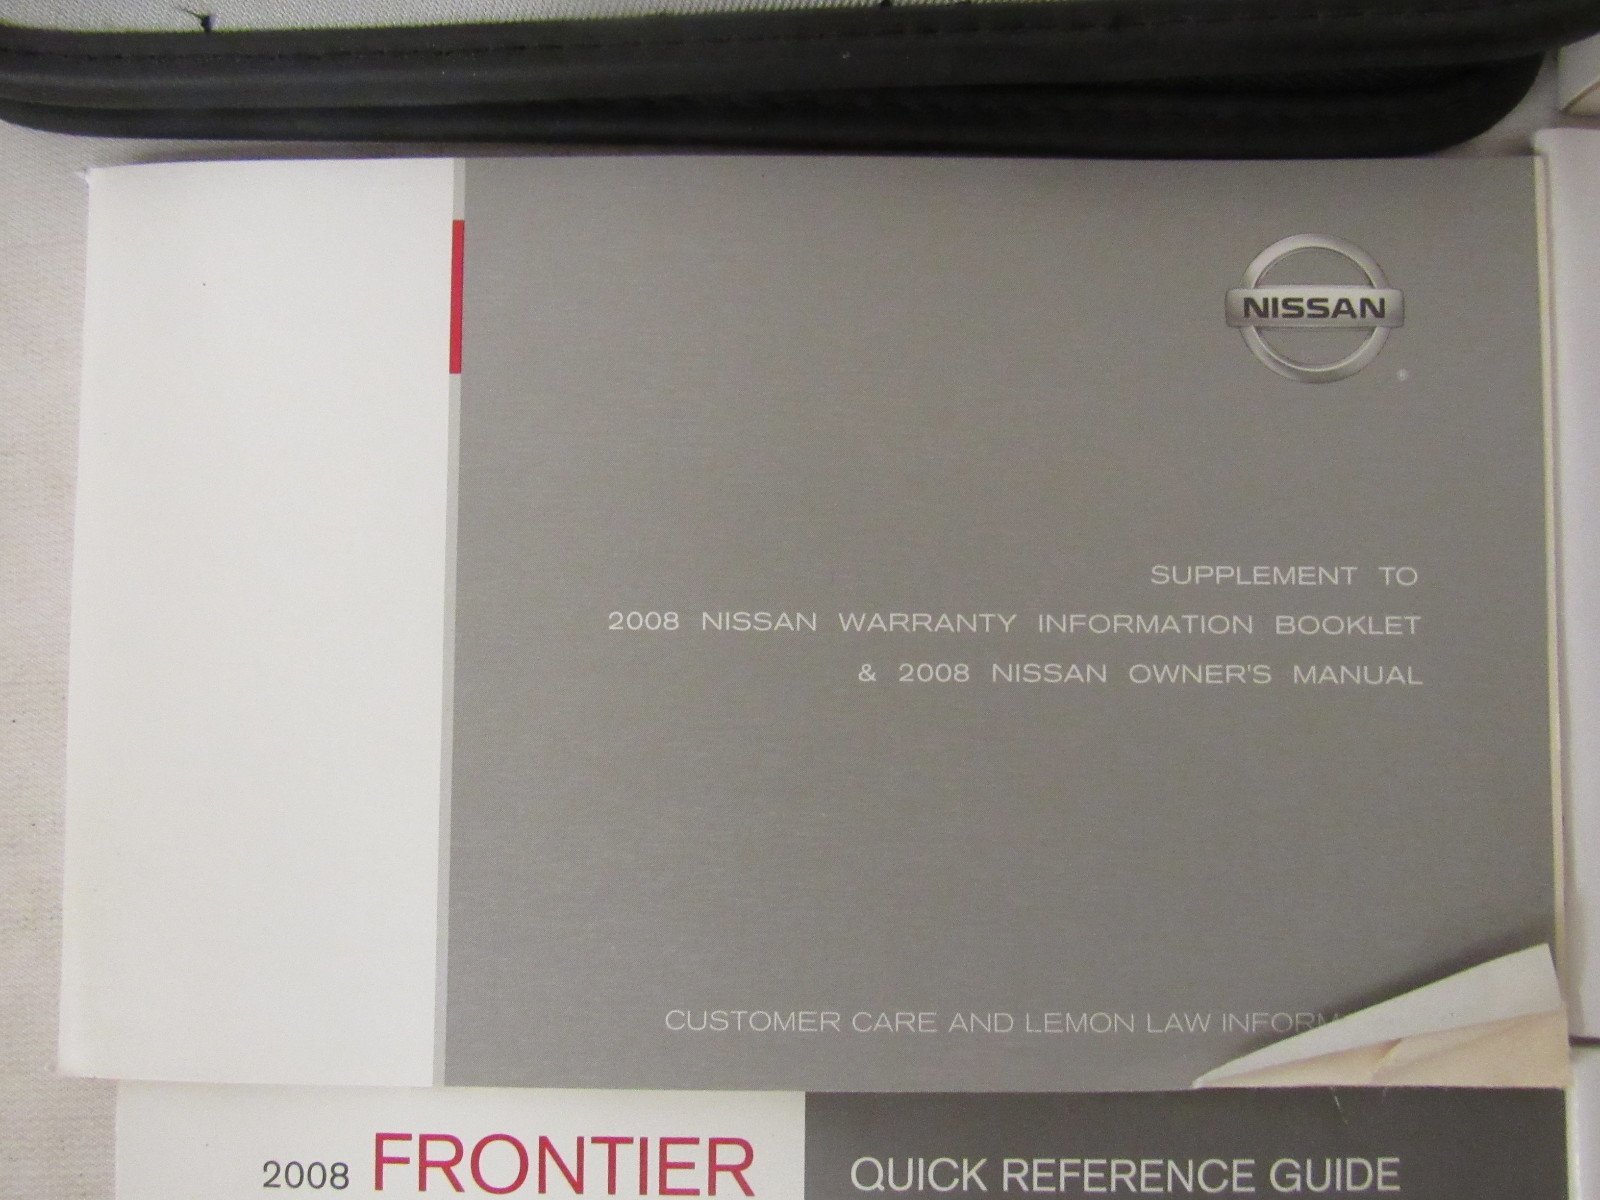 NISSAN
®
SUPPLEMENT TO
2008 NISSAN WARRANTY INFORMATION BOOKLET
& 2008 NISSAN OWNER'S MANUAL
CUSTOMER CARE AND LEMON LAW INFORM
2008 FRONTIER QUICK REFERENCE GUIDE